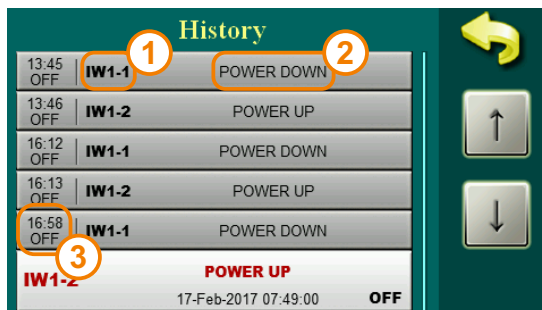 History
1
2
13:45
OFF
IW1-1
POWER DOWN
13:46
OFF
IW1-2
POWER UP
16:12
OFF
IW1-1
POWER DOWN
16:13
OFF
IW1-2
POWER UP
16:58
OFF
IW1-1
POWER DOWN
3
IW1-2
POWER UP
17-Feb-2017 07:49:00
OFF